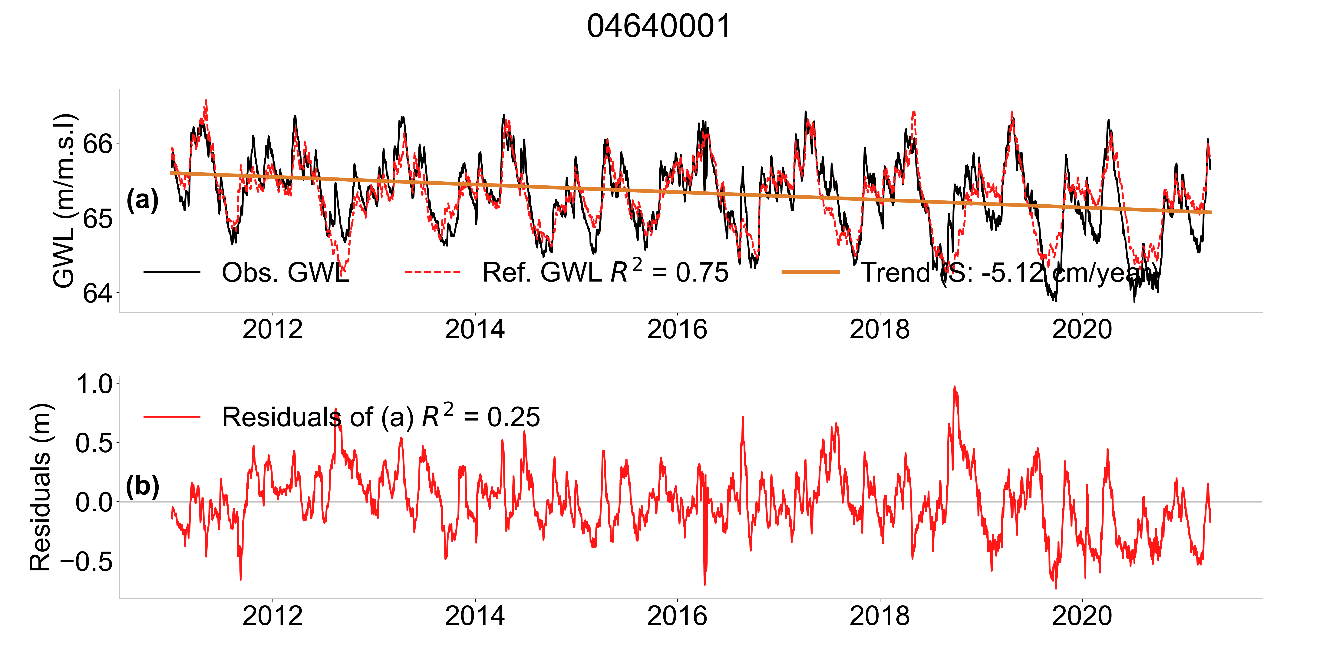 04640001
GWL (m/m.s.l)
66
65
64
(a)
Obs. GWL
Ref. GWL R² = 0.75
Trend (S: -5.12 cm/year)
2012 2014 2016 2018 2020
Residuals (m)
1.0
0.5
0.0
−0.5
(b)
Residuals of (a) R² = 0.25
2012 2014 2016 2018 2020